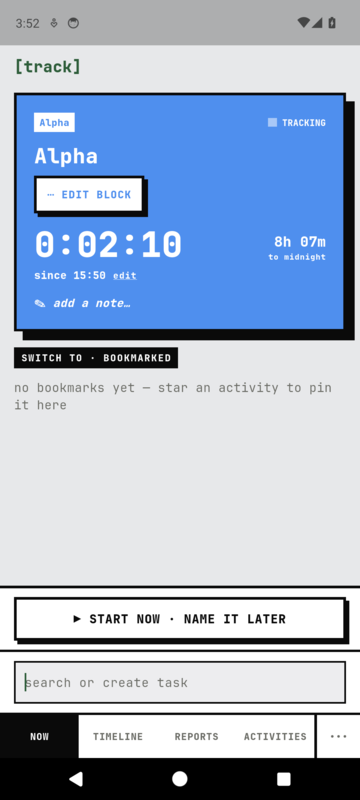 3:52
[track]
Alpha
TRACKING
Alpha
⋯ EDIT BLOCK
0:02:10
8h 07m
to midnight
since 15:50 edit
✎ add a note…
SWITCH TO · BOOKMARKED
no bookmarks yet — star an activity to pin
it here
▶ START NOW · NAME IT LATER
search or create task
NOW
TIMELINE
REPORTS
ACTIVITIES
⋯